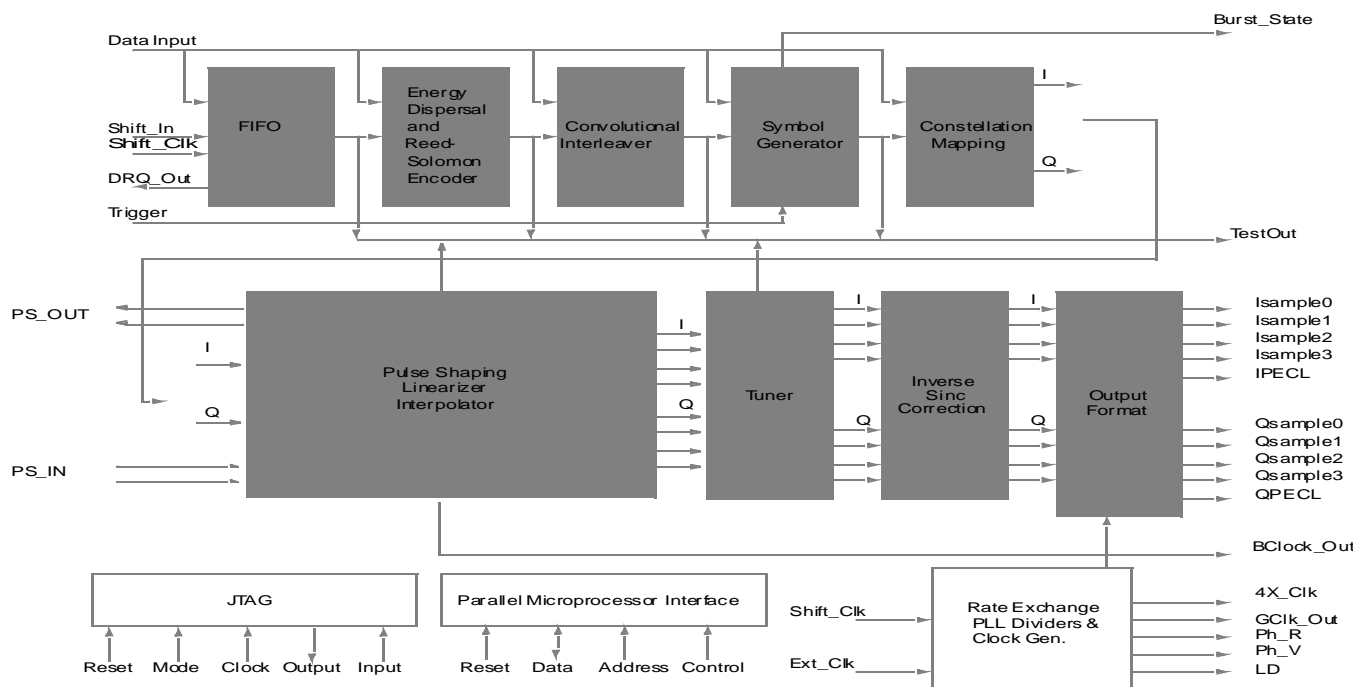 Burst_State
Data Input
I
FIFO
Energy
Dispersal
and
Reed-
Solomon
Encoder
Convolutional
Interleaver
Symbol
Generator
Constellation
Mapping
Shift_In
Shift_Clk
DRQ_Out
Q
Trigger
TestOut
PS_OUT
I
Q
PS_IN
Pulse Shaping
Linearizer
Interpolator
I
Q
Tuner
I
Q
Inverse
Sinc
Correction
I
Q
Output
Format
Isample0
Isample1
Isample2
Isample3
IPECL
Qsample0
Qsample1
Qsample2
Qsample3
QPECL
BClock_Out
JTAG
Reset
Mode
Clock
Output
Input
Parallel Microprocessor Interface
Reset
Data
Address
Control
Shift_Clk
Ext_Clk
Rate Exchange
PLL Dividers &
Clock Gen.
4X_Clk
GClk_Out
Ph_R
Ph_V
LD